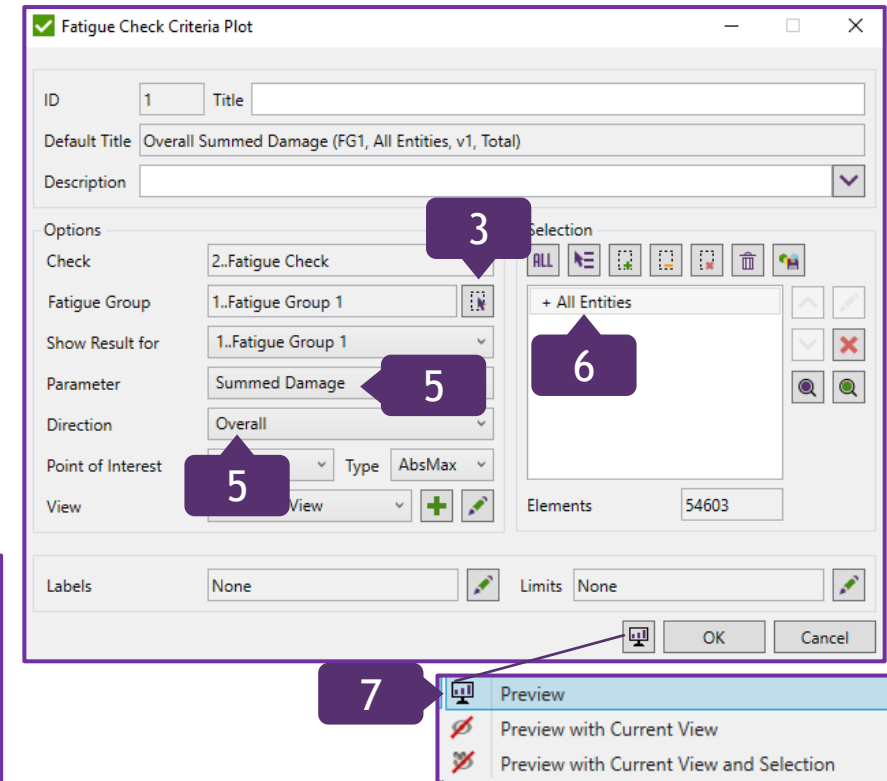 Fatigue Check Criteria Plot
ID 1 Title
Default Title Overall Summed Damage (FG1, All Entities, v1, Total)
Description
Options
3
Selection
Check 2..Fatigue Check
ALL
Fatigue Group 1..Fatigue Group 1
+ All Entities
Show Result for 1..Fatigue Group 1
6
Parameter Summed Damage
5
Direction Overall
Point of Interest Type AbsMax
5
View View
Elements 54603
Labels None
Limits None
OK Cancel
7
Preview
Preview with Current View
Preview with Current View and Selection